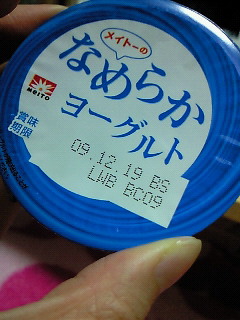 メイトーの
なめらか
ヨーグルト
MEITO
賞味
期限
09.12.19 BS
LWB BC09